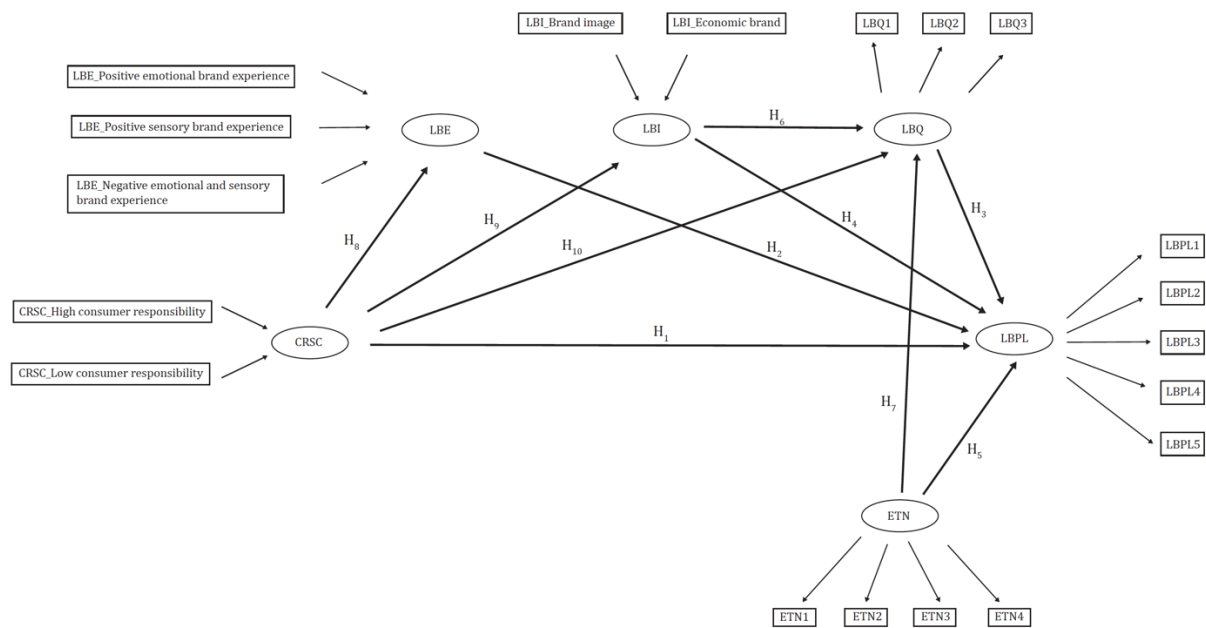 LBI_Brand image
LBI_Economic brand
LBQ1
LBQ2
LBQ3
LBE_Positive emotional brand experience
LBE_Positive sensory brand experience
LBE_Negative emotional and sensory
brand experience
LBE
LBI
H6
LBQ
H8
H9
H10
H2
H4
H3
LBPL1
LBPL2
LBPL3
LBPL4
LBPL5
CRSC_High consumer responsibility
CRSC_Low consumer responsibility
CRSC
H1
LBPL
H7
H5
ETN
ETN1
ETN2
ETN3
ETN4